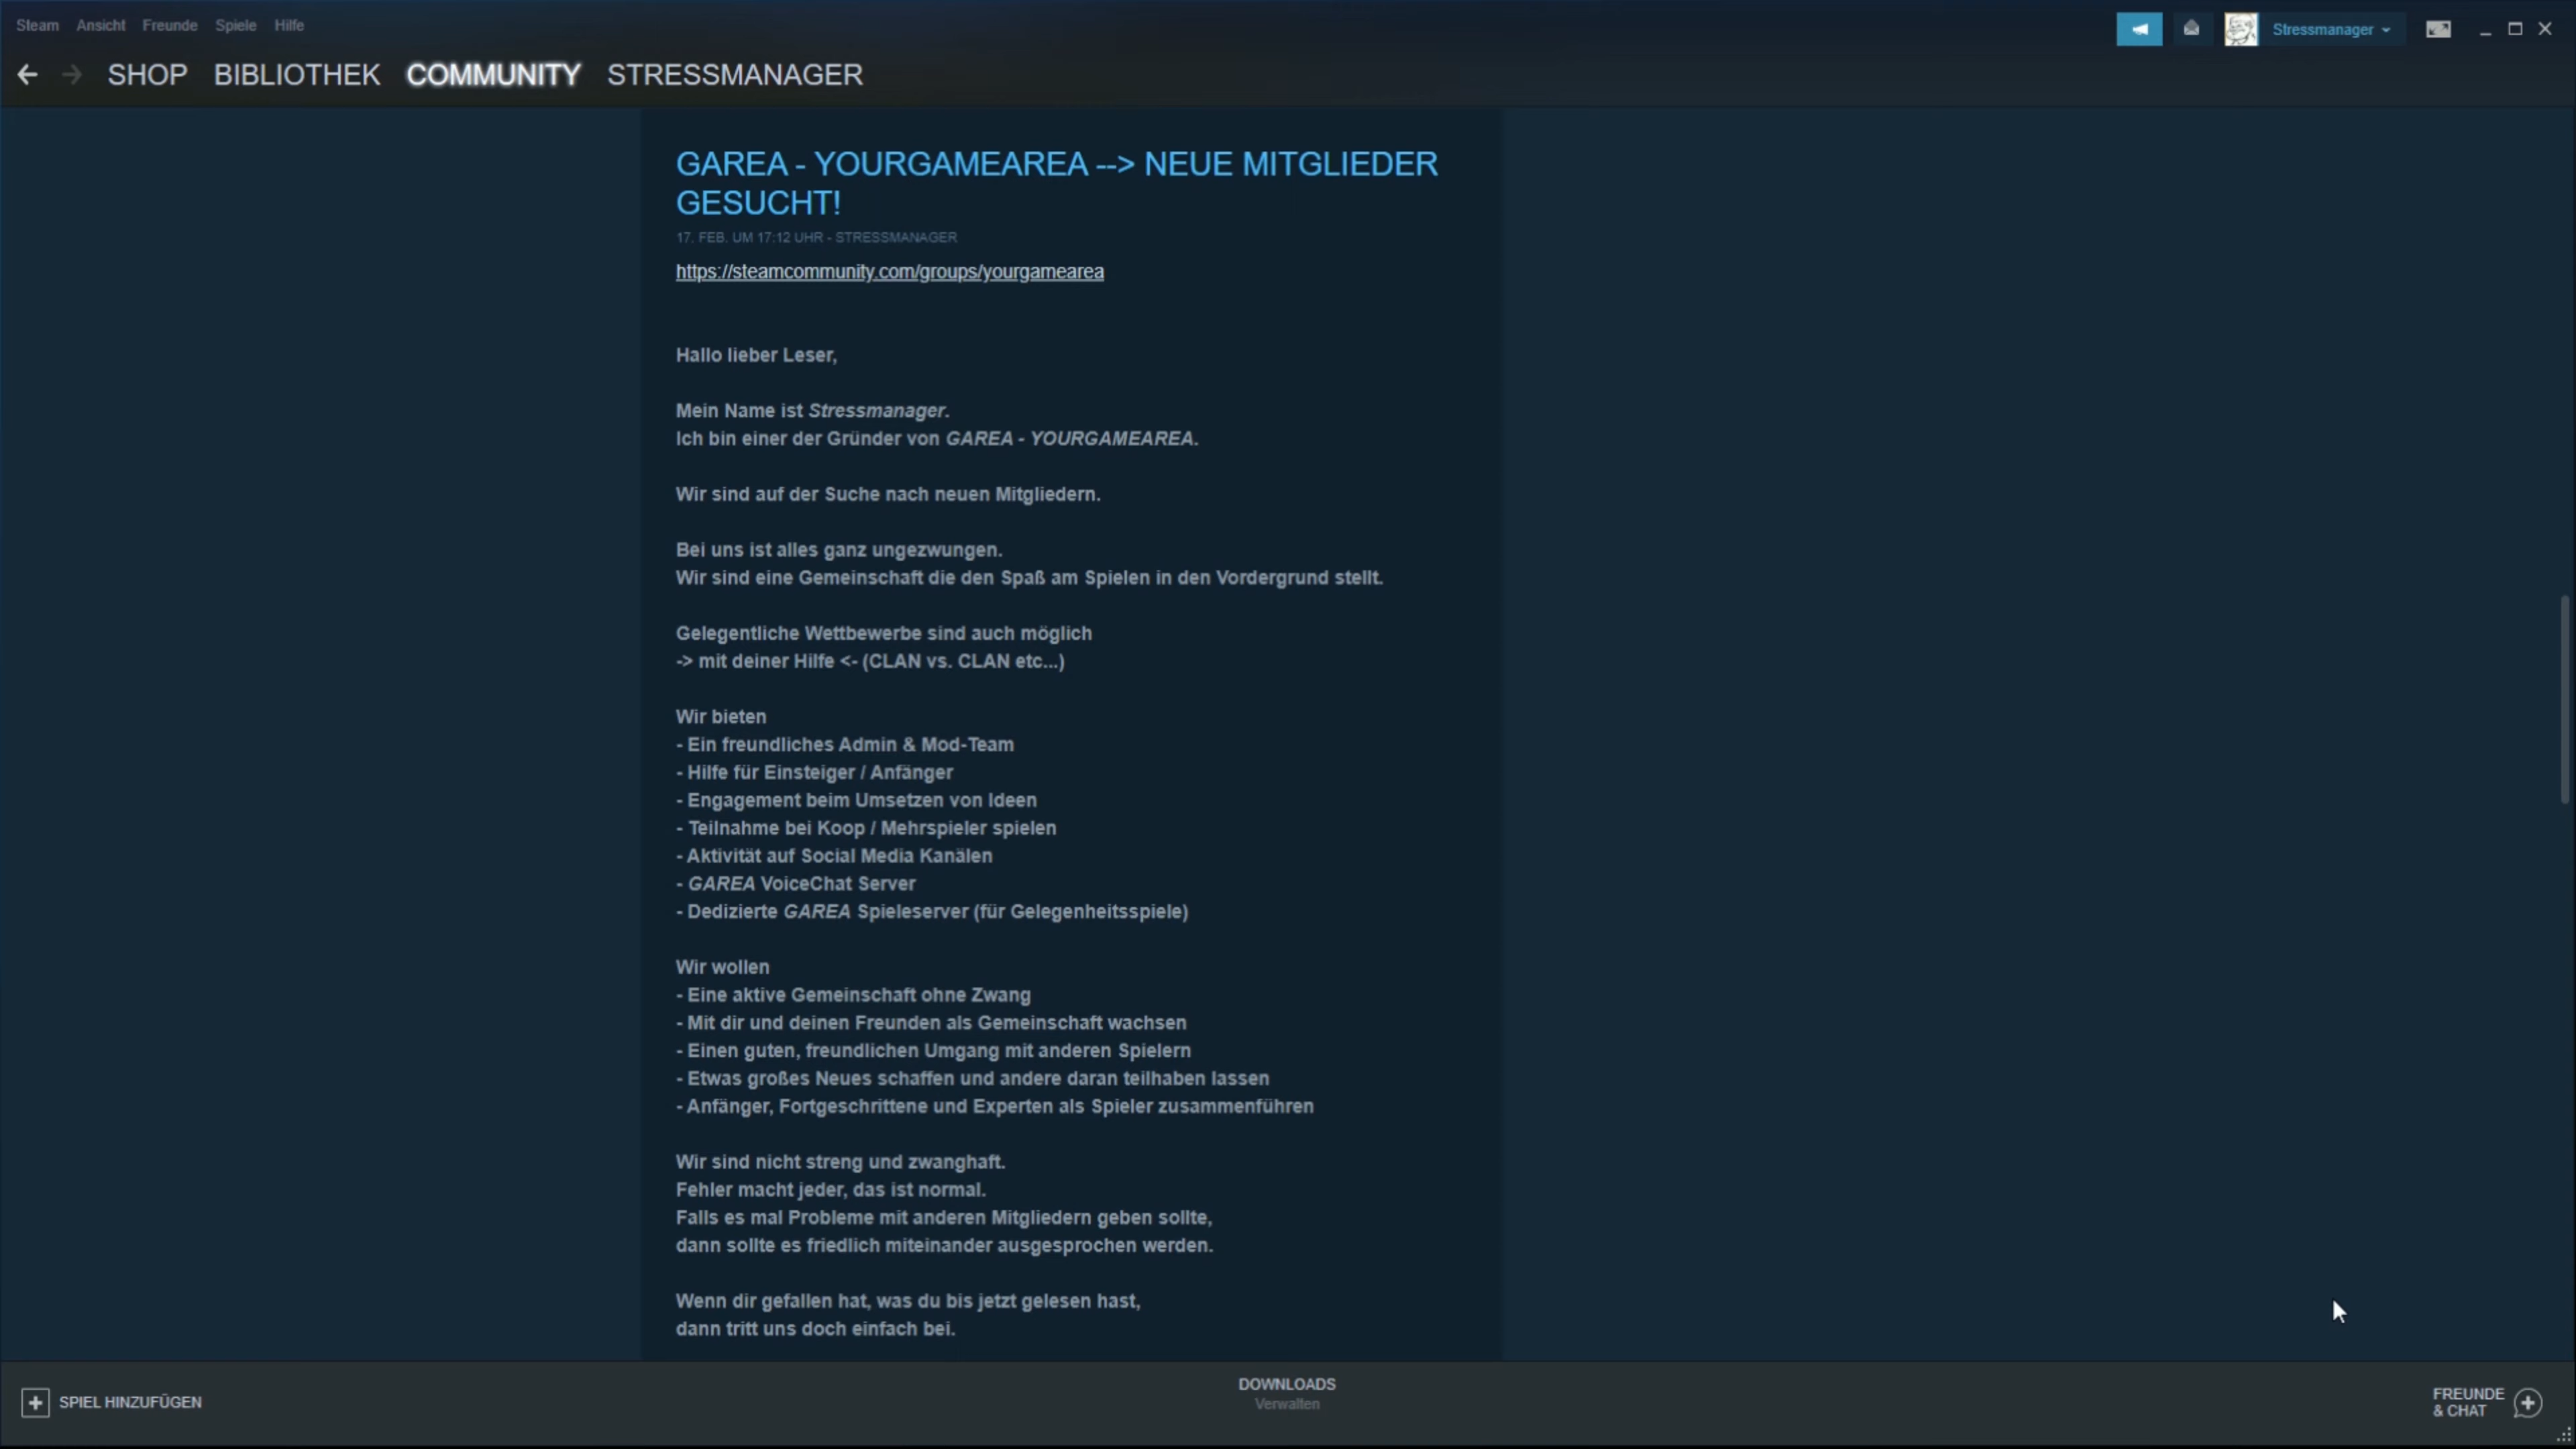 Steam Ansicht Freunde Spiele Hilfe
Stressmanager
SHOP BIBLIOTHEK COMMUNITY STRESSMANAGER
GAREA - YOURGAMEAREA --> NEUE MITGLIEDER
GESUCHT!
17. FEB. UM 17:12 UHR - STRESSMANAGER
https://steamcommunity.com/groups/yourgamearea
Hallo lieber Leser,
Mein Name ist Stressmanager.
Ich bin einer der Gründer von GAREA - YOURGAMEAREA.
Wir sind auf der Suche nach neuen Mitgliedern.
Bei uns ist alles ganz ungezwungen.
Wir sind eine Gemeinschaft die den Spaß am Spielen in den Vordergrund stellt.
Gelegentliche Wettbewerbe sind auch möglich
-> mit deiner Hilfe <- (CLAN vs. CLAN etc...)
Wir bieten
- Ein freundliches Admin & Mod-Team
- Hilfe für Einsteiger / Anfänger
- Engagement beim Umsetzen von Ideen
- Teilnahme bei Koop / Mehrspieler spielen
- Aktivität auf Social Media Kanälen
- GAREA VoiceChat Server
- Dedizierte GAREA Spieleserver (für Gelegenheitsspiele)
Wir wollen
- Eine aktive Gemeinschaft ohne Zwang
- Mit dir und deinen Freunden als Gemeinschaft wachsen
- Einen guten, freundlichen Umgang mit anderen Spielern
- Etwas großes Neues schaffen und andere daran teilhaben lassen
- Anfänger, Fortgeschrittene und Experten als Spieler zusammenführen
Wir sind nicht streng und zwanghaft.
Fehler macht jeder, das ist normal.
Falls es mal Probleme mit anderen Mitgliedern geben sollte,
dann sollte es friedlich miteinander ausgesprochen werden.
Wenn dir gefallen hat, was du bis jetzt gelesen hast,
dann tritt uns doch einfach bei.
SPIEL HINZUFÜGEN
DOWNLOADS
Verwalten
FREUNDE
& CHAT